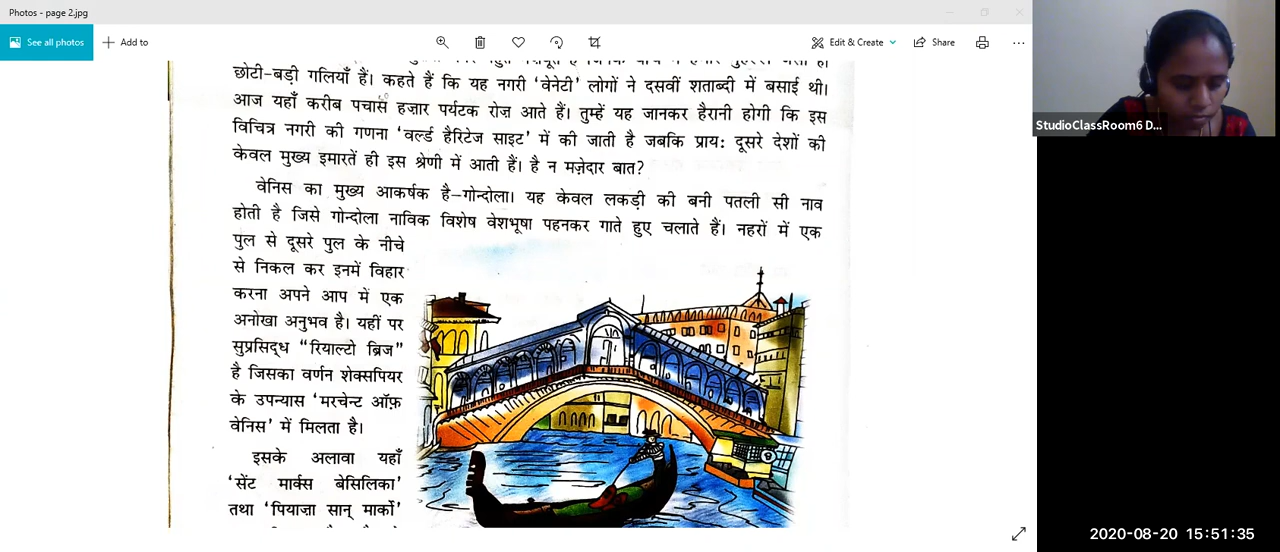 Photos - page 2.jpg
See all photos
Add to
Edit & Create
Share
छोटी-बड़ी गलियाँ हैं। कहते हैं कि यह नगरी 'वेनेटी' लोगों ने दसवीं शताब्दी में बसाई थी।
आज यहाँ करीब पचास हज़ार पर्यटक रोज़ आते हैं। तुम्हें यह जानकर हैरानी होगी कि इस
विचित्र नगरी की गणना 'वर्ल्ड हैरिटेज साइट' में की जाती है जबकि प्राय: दूसरे देशों की
केवल मुख्य इमारतें ही इस श्रेणी में आती हैं। है न मज़ेदार बात?
वेनिस का मुख्य आकर्षक है-गोन्दोला। यह केवल लकड़ी की बनी पतली सी नाव
होती है जिसे गोन्दोला नाविक विशेष वेशभूषा पहनकर गाते हुए चलाते हैं। नहरों में एक
पुल से दूसरे पुल के नीचे
से निकल कर इनमें विहार
करना अपने आप में एक
अनोखा अनुभव है। यहीं पर
सुप्रसिद्ध "रियाल्टो ब्रिज"
है जिसका वर्णन शेक्सपियर
के उपन्यास 'मरचेन्ट ऑफ़
वेनिस' में मिलता है।
इसके अलावा यहाँ
'सेंट मार्क्स बेसिलिका'
तथा 'पियाज़ा सान् मार्को'
StudioClassRoom6 D...
2020-08-20 15:51:35